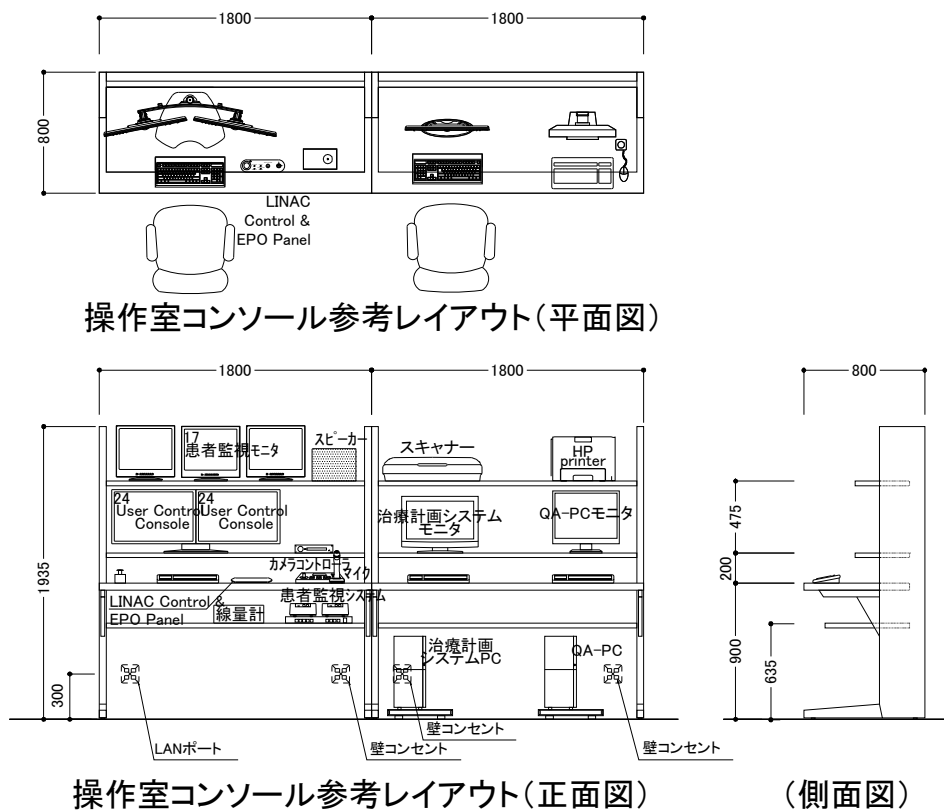 1800
1800
800
LINAC
Control &
EPO Panel
操作室コンソール参考レイアウト（平面図）
1800
1800
800
17
患者監視モニタ
スピーカー
スキャナー
HP
printer
24
User Control
Console
24
User Control
Console
治療計画システム
モニタ
QA-PCモニタ
カメラコントローラ
マイク
LINAC Control &
EPO Panel
線量計
患者監視システム
治療計画
システムPC
QA-PC
1935
300
475
200
900
635
LANポート
壁コンセント
壁コンセント
壁コンセント
操作室コンソール参考レイアウト（正面図）
（側面図）